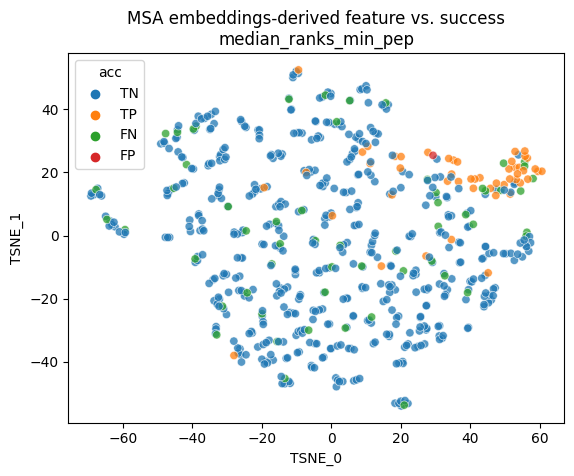 MSA embeddings-derived feature vs. success
median_ranks_min_pep
acc
TN
TP
FN
FP
40
20
0
−20
−40
TSNE_1
−60
−40
−20
0
20
40
60
TSNE_0